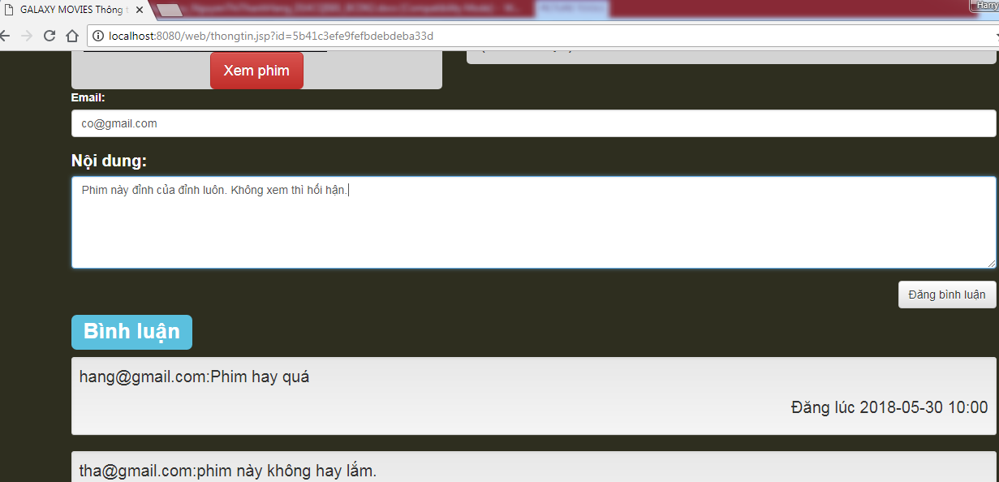 GALAXY MOVIES Thông t
Harry
localhost:8080/web/thongtin.jsp?id=5b41c3efe9fefbdebdeba33d
Xem phim
Email:
co@gmail.com
Nội dung:
Phim này đỉnh của đỉnh luôn. Không xem thì hối hận.
Đăng bình luận
Bình luận
hang@gmail.com:Phim hay quá
Đăng lúc 2018-05-30 10:00
tha@gmail.com:phim này không hay lắm.